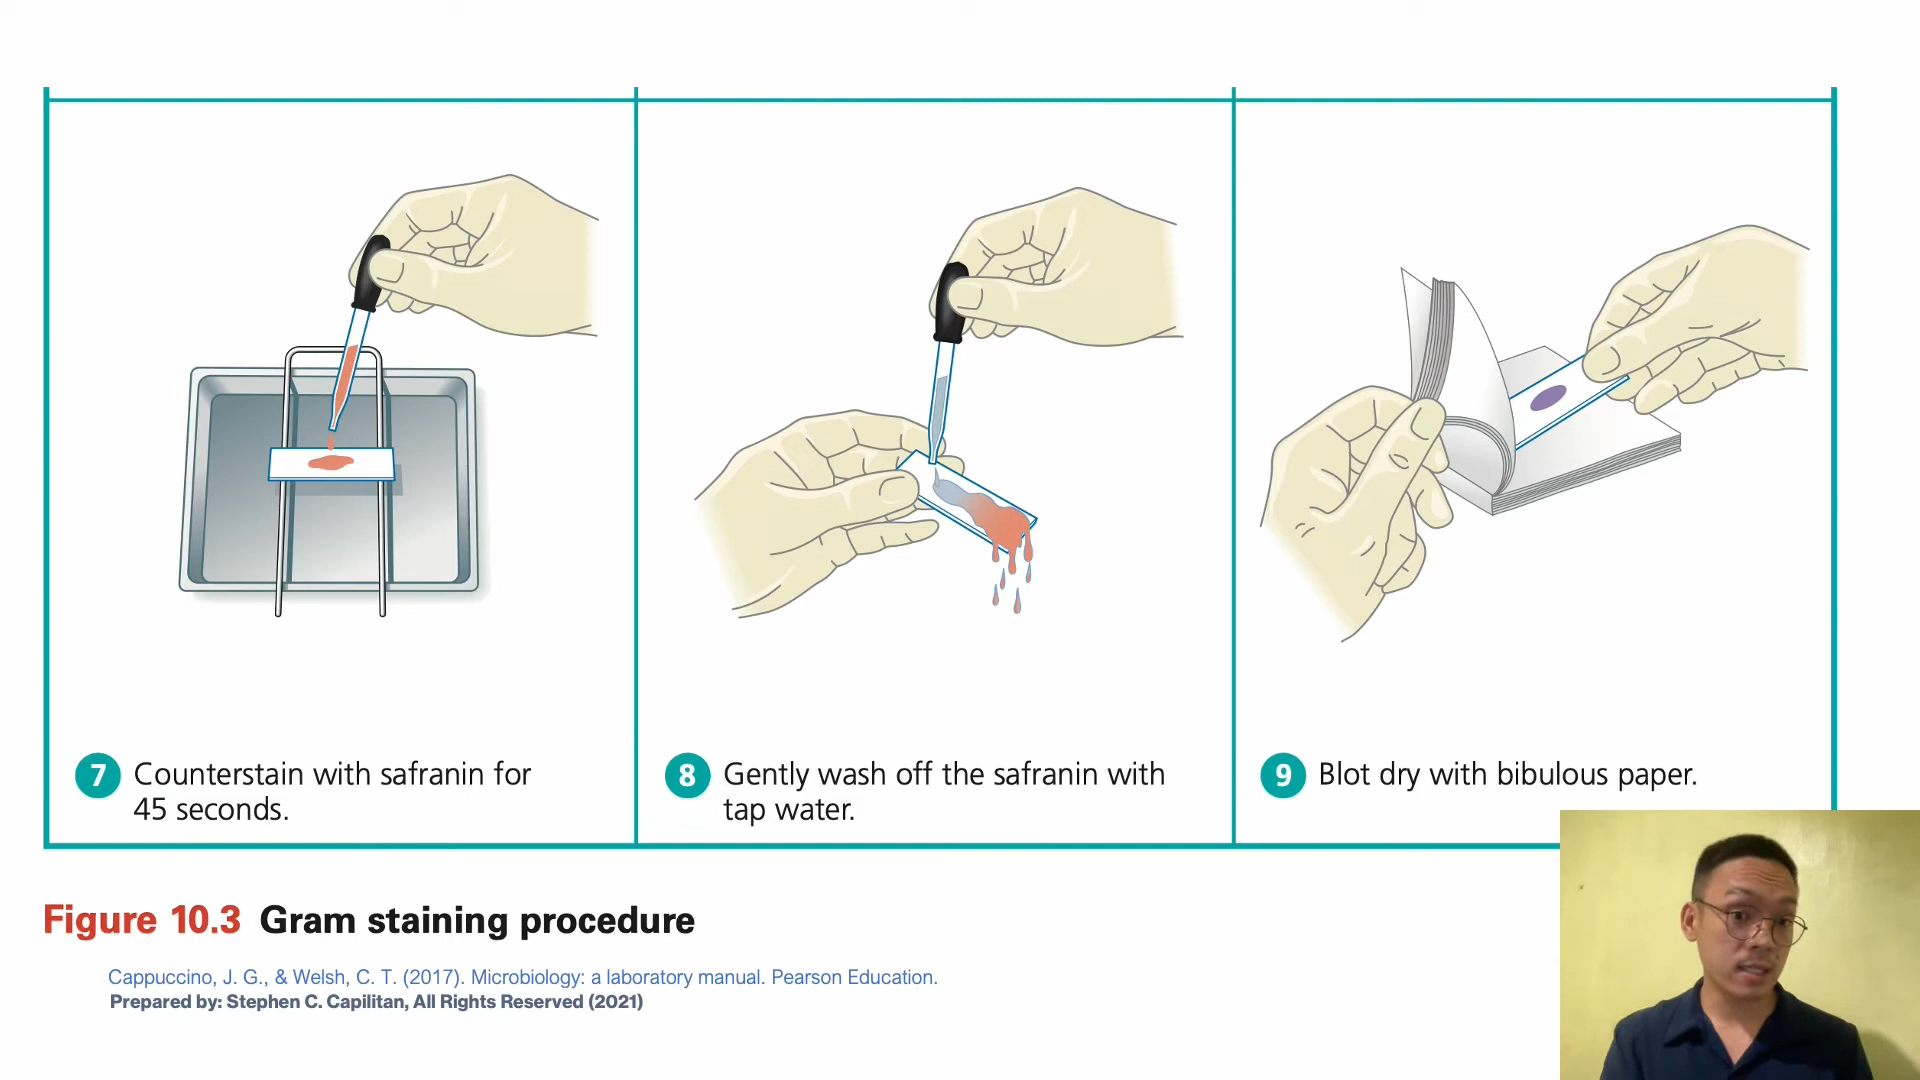 7 Counterstain with safranin for
45 seconds.
8 Gently wash off the safranin with
tap water.
9 Blot dry with bibulous paper.
Figure 10.3 Gram staining procedure
Cappuccino, J. G., & Welsh, C. T. (2017). Microbiology: a laboratory manual. Pearson Education.
Prepared by: Stephen C. Capilitan, All Rights Reserved (2021)